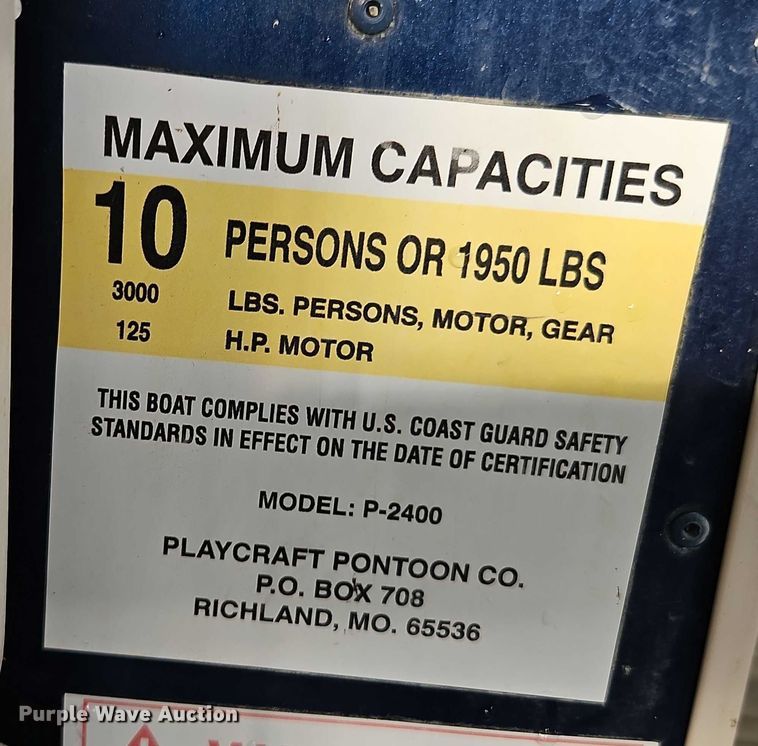 MAXIMUM CAPACITIES
10 PERSONS OR 1950 LBS
3000 LBS. PERSONS, MOTOR, GEAR
125 H.P. MOTOR
THIS BOAT COMPLIES WITH U.S. COAST GUARD SAFETY
STANDARDS IN EFFECT ON THE DATE OF CERTIFICATION
MODEL: P-2400
PLAYCRAFT PONTOON CO.
P.O. BOX 708
RICHLAND, MO. 65536
Purple Wave Auction